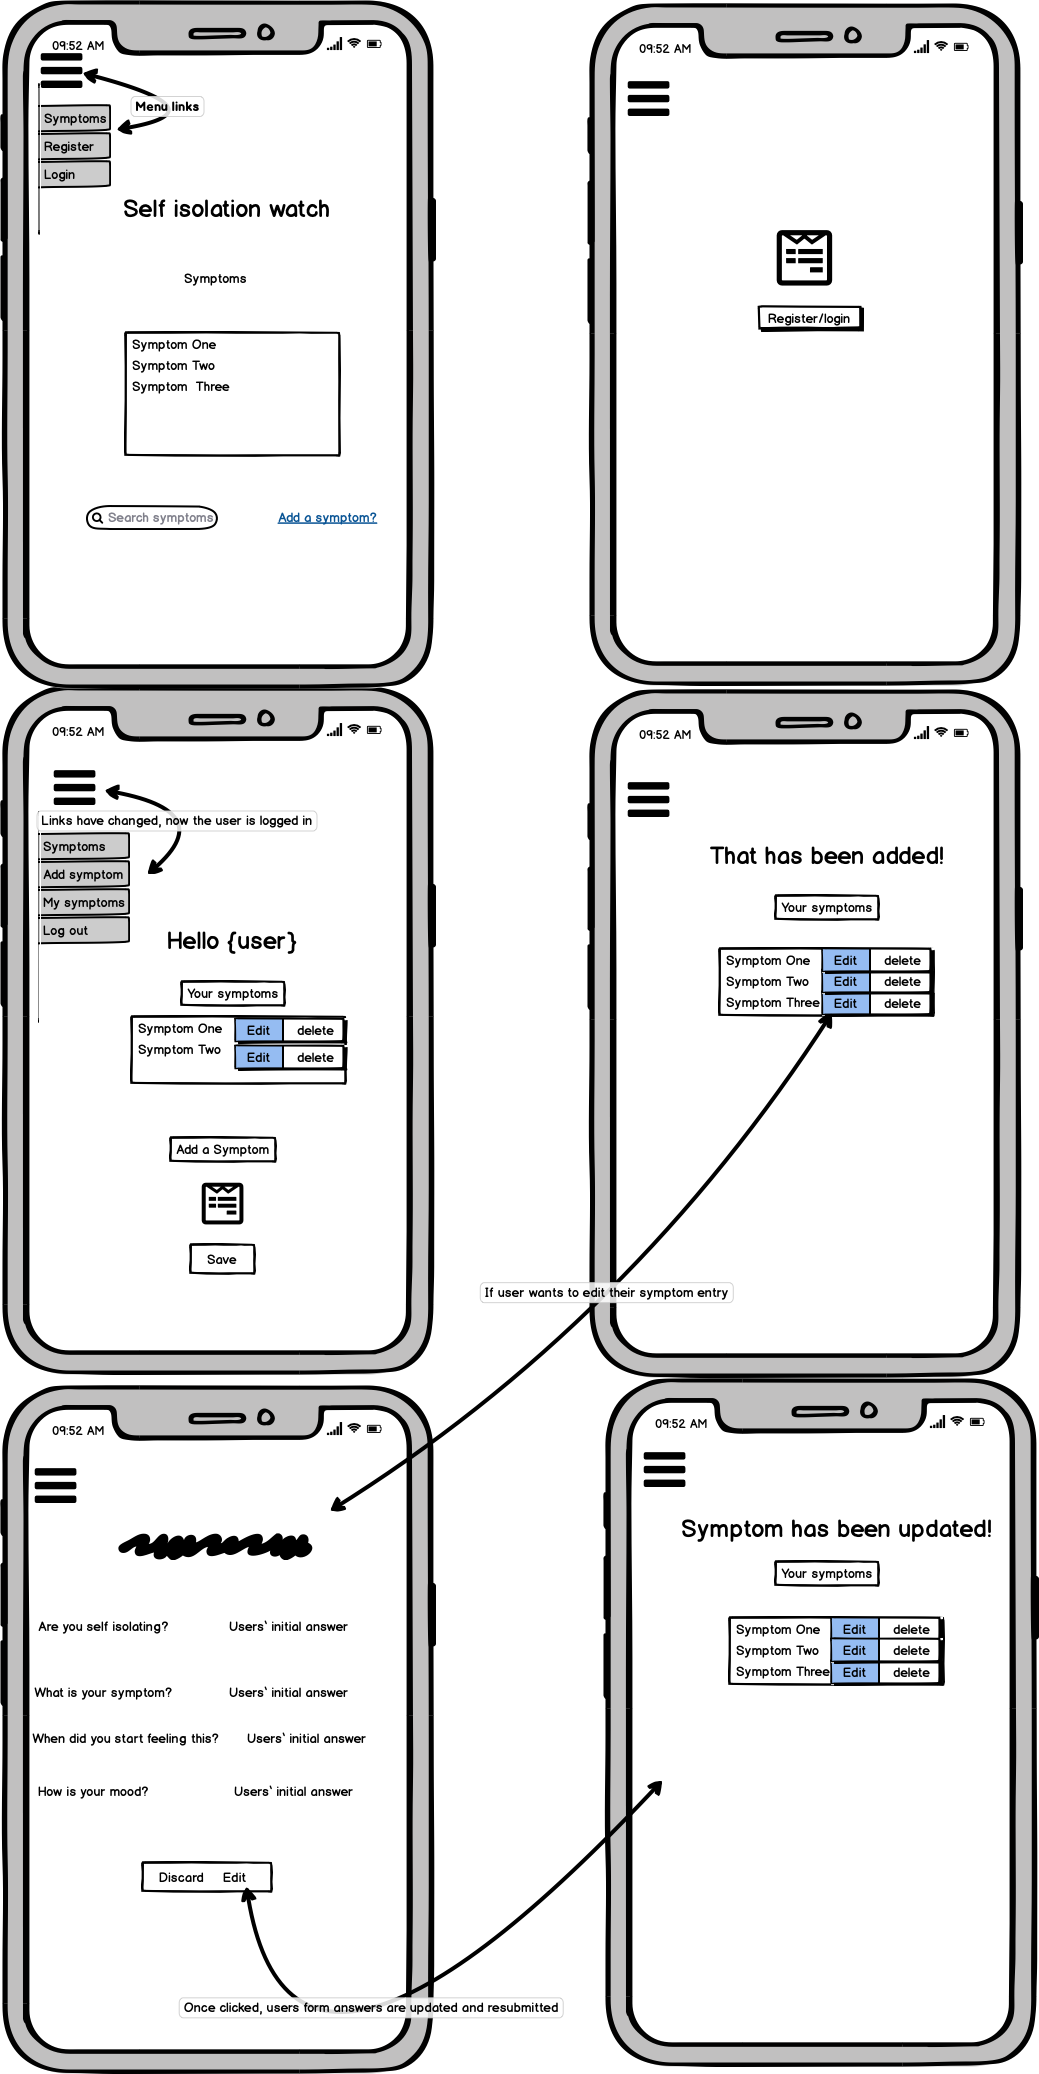 09:52 AM
Menu links
Symptoms
Register
Login
Self isolation watch
Symptoms
Symptom One
Symptom Two
Symptom Three
Search symptoms
Add a symptom?
09:52 AM
Register/login
09:52 AM
Links have changed, now the user is logged in
Symptoms
Add symptom
My symptoms
Log out
Hello {user}
Your symptoms
Symptom One Edit delete
Symptom Two Edit delete
Add a Symptom
Save
09:52 AM
That has been added!
Your symptoms
Symptom One Edit delete
Symptom Two Edit delete
Symptom Three Edit delete
If user wants to edit their symptom entry
09:52 AM
Are you self isolating? Users` initial answer
What is your symptom? Users` initial answer
When did you start feeling this? Users` initial answer
How is your mood? Users` initial answer
Discard Edit
Once clicked, users form answers are updated and resubmitted
09:52 AM
Symptom has been updated!
Your symptoms
Symptom One Edit delete
Symptom Two Edit delete
Symptom Three Edit delete